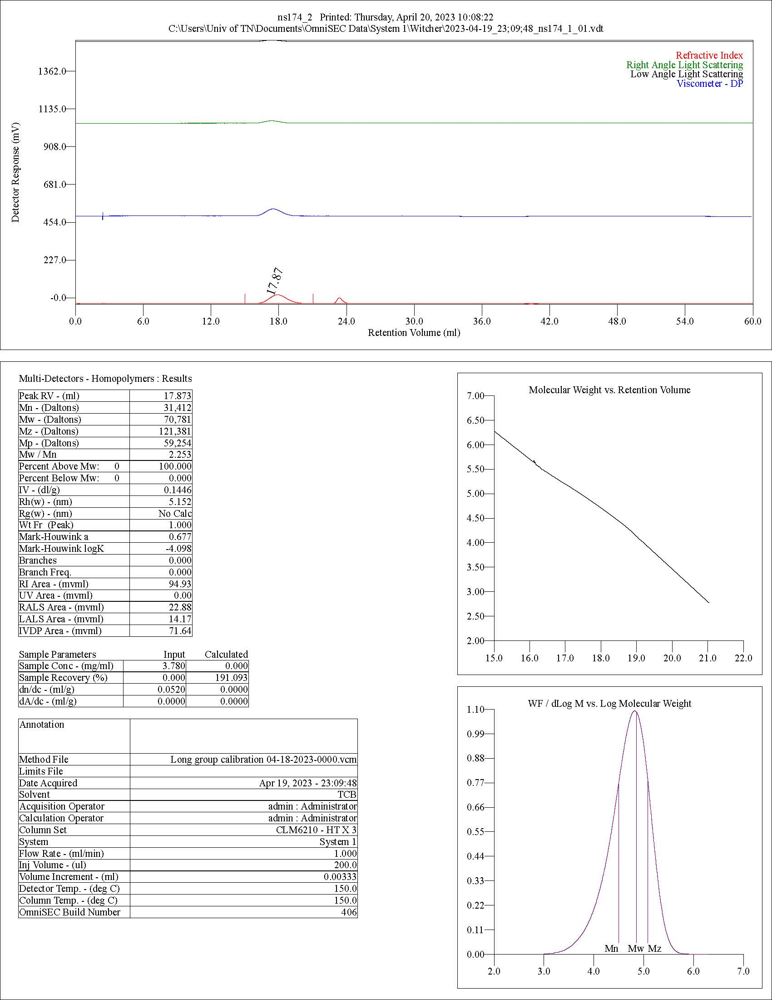 ns174_2   Printed: Thursday, April 20, 2023 10:08:22
C:\Users\Univ of TN\Documents\OmniSEC Data\System 1\Witcher\2023-04-19_23;09;48_ns174_1_01.vdt
Refractive Index
Right Angle Light Scattering
Low Angle Light Scattering
Viscometer - DP
Detector Response (mV)
1362.0
1135.0
908.0
681.0
454.0
227.0
-0.0
17.87
0.0 6.0 12.0 18.0 24.0 30.0 36.0 42.0 48.0 54.0 60.0
Retention Volume (ml)
Multi-Detectors - Homopolymers : Results
Peak RV - (ml) 17.873
Mn - (Daltons) 31,412
Mw - (Daltons) 70,781
Mz - (Daltons) 121,381
Mp - (Daltons) 59,254
Mw / Mn 2.253
Percent Above Mw: 0 100.000
Percent Below Mw: 0 0.000
IV - (dl/g) 0.1446
Rh(w) - (nm) 5.152
Rg(w) - (nm) No Calc
Wt Fr (Peak) 1.000
Mark-Houwink a 0.677
Mark-Houwink logK -4.098
Branches 0.000
Branch Freq. 0.000
RI Area - (mvml) 94.93
UV Area - (mvml) 0.00
RALS Area - (mvml) 22.88
LALS Area - (mvml) 14.17
IVDP Area - (mvml) 71.64
Sample Parameters Input Calculated
Sample Conc - (mg/ml) 3.780 0.000
Sample Recovery (%) 0.000 191.093
dn/dc - (ml/g) 0.0520 0.0000
dA/dc - (ml/g) 0.0000 0.0000
Annotation
Method File Long group calibration 04-18-2023-0000.vcm
Limits File
Date Acquired Apr 19, 2023 - 23:09:48
Solvent TCB
Acquisition Operator admin : Administrator
Calculation Operator admin : Administrator
Column Set CLM6210 - HT X 3
System System 1
Flow Rate - (ml/min) 1.000
Inj Volume - (ul) 200.0
Volume Increment - (ml) 0.00333
Detector Temp. - (deg C) 150.0
Column Temp. - (deg C) 150.0
OmniSEC Build Number 406
Molecular Weight vs. Retention Volume
7.00
6.50
6.00
5.50
5.00
4.50
4.00
3.50
3.00
2.50
2.00
15.0 16.0 17.0 18.0 19.0 20.0 21.0 22.0
WF / dLog M vs. Log Molecular Weight
1.10
0.99
0.88
0.77
0.66
0.55
0.44
0.33
0.22
0.11
0.00
Mn Mw Mz
2.0 3.0 4.0 5.0 6.0 7.0